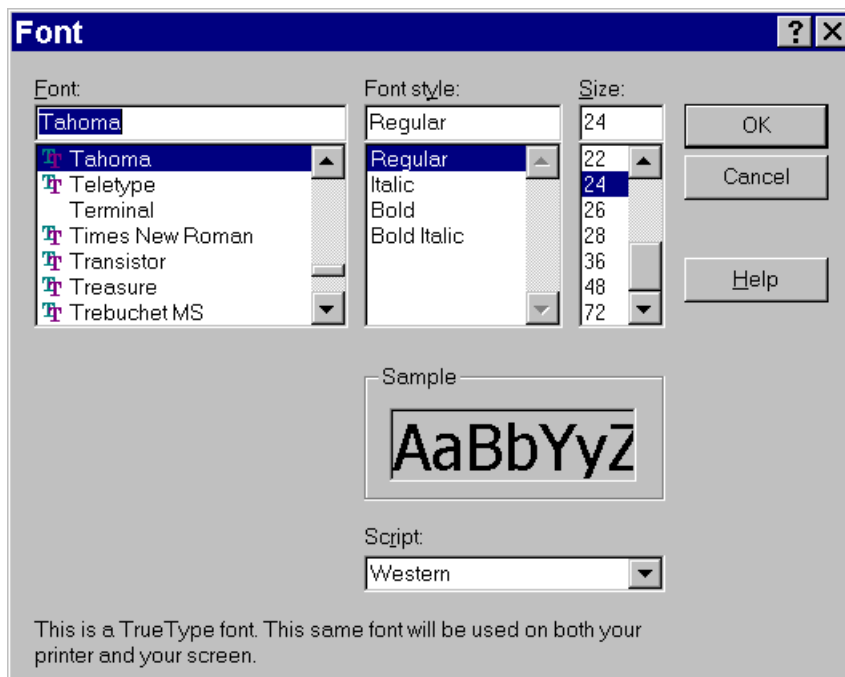 Font
Font:
Tahoma
Tahoma
Teletype
Terminal
Times New Roman
Transistor
Treasure
Trebuchet MS
Font style:
Regular
Regular
Italic
Bold
Bold Italic
Size:
24
22
24
26
28
36
48
72
OK
Cancel
Help
Sample
AaBbYyZ
Script:
Western
This is a TrueType font. This same font will be used on both your
printer and your screen.